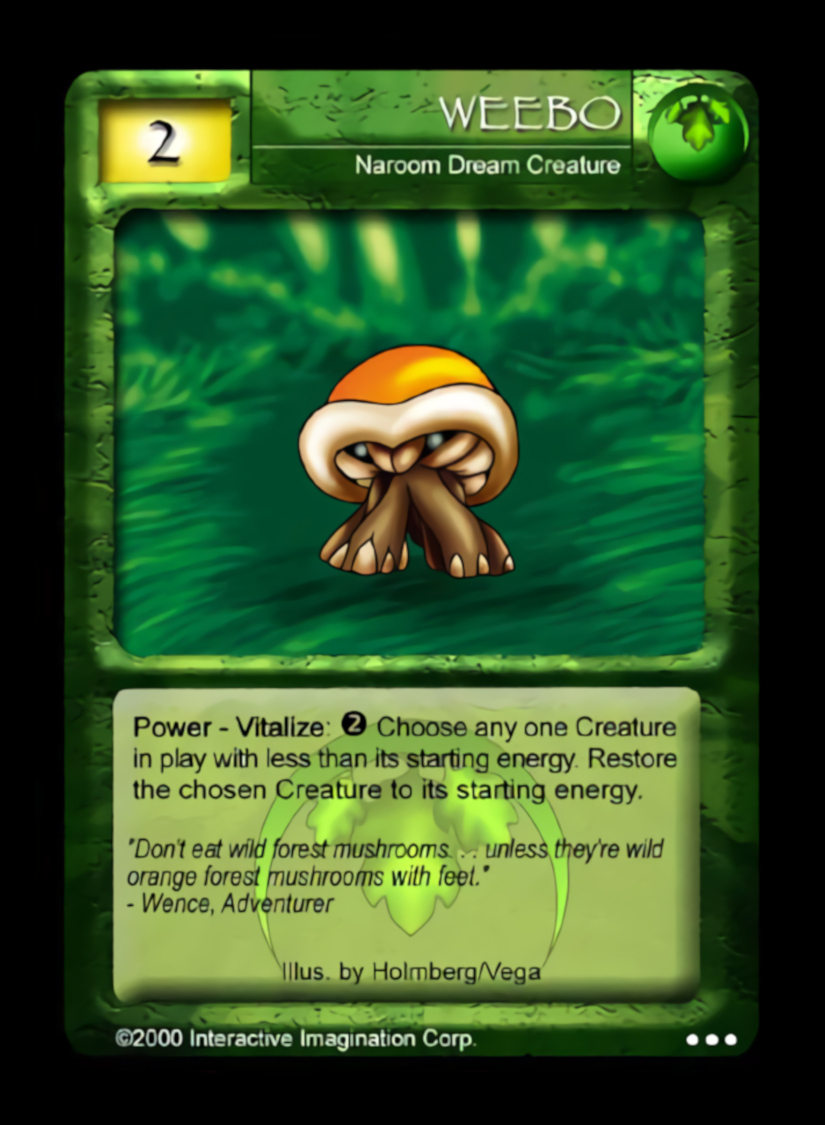 2
WEEBO
Naroom Dream Creature
Power - Vitalize: ❷ Choose any one Creature
in play with less than its starting energy. Restore
the chosen Creature to its starting energy.
"Don't eat wild forest mushrooms. . . unless they're wild
orange forest mushrooms with feet."
- Wence, Adventurer
Illus. by Holmberg/Vega
©2000 Interactive Imagination Corp.